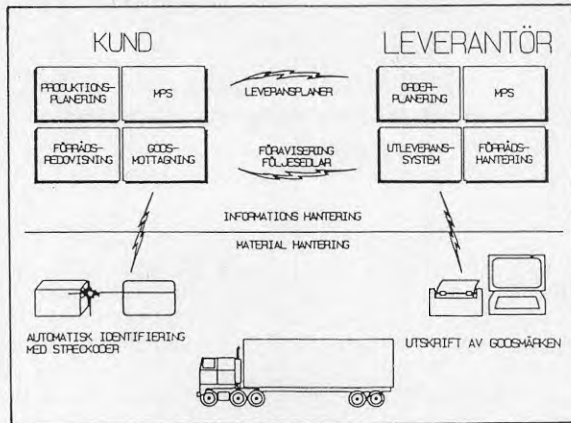 KUND
LEVERANTÖR
PRODUKTIONS-
PLANERING
MPS
LEVERANSPLANER
ORDER-
PLANERING
MPS
FÖRRÅDS-
REDOVISNING
GODS-
MOTTAGNING
FÖRAVISERING
FÖLJESEDLAR
UTLEVERANS-
SYSTEM
FÖRRÅDS-
HANTERING
INFORMATIONS HANTERING
MATERIAL HANTERING
AUTOMATISK IDENTIFIERING
MED STRECKODER
UTSKRIFT AV GODSMÄRKEN